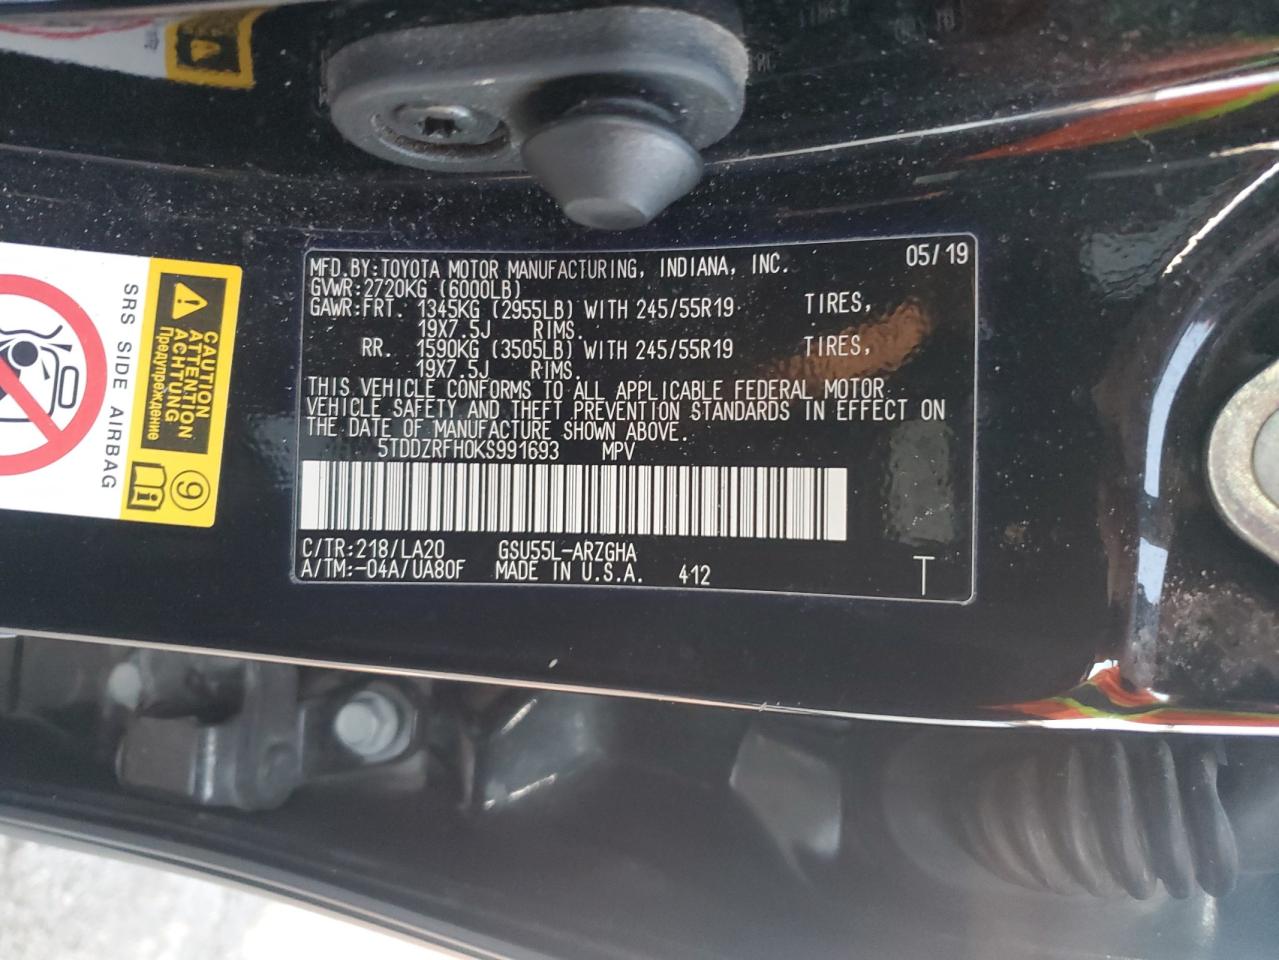 MFD.BY:TOYOTA MOTOR MANUFACTURING, INDIANA, INC. 05/19
GVWR:2720KG (6000LB)
GAWR:FRT. 1345KG (2955LB) WITH 245/55R19 TIRES,
19X7.5J RIMS.
RR. 1590KG (3505LB) WITH 245/55R19 TIRES,
19X7.5J RIMS.
THIS VEHICLE CONFORMS TO ALL APPLICABLE FEDERAL MOTOR
VEHICLE SAFETY AND THEFT PREVENTION STANDARDS IN EFFECT ON
THE DATE OF MANUFACTURE SHOWN ABOVE.
5TDDZRFH0KS991693 MPV
C/TR:218/LA20 GSU55L-ARZGHA
A/TM:-04A/UA80F MADE IN U.S.A. 412 T
CAUTION
ATTENTION
ACHTUNG
Предупреждение
SRS SIDE AIRBAG
9